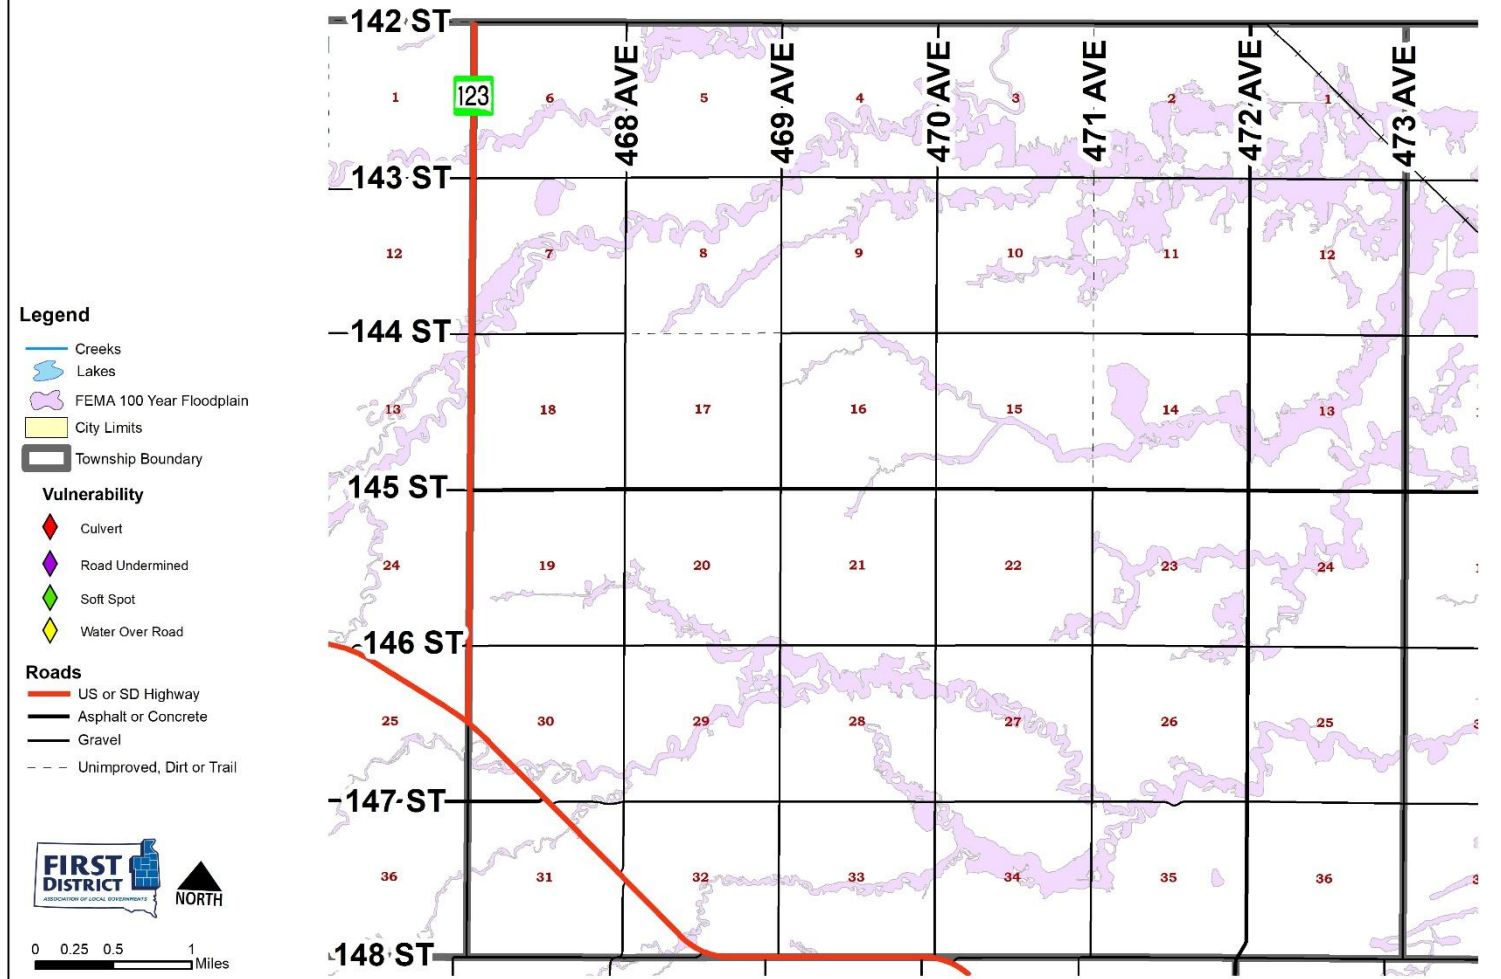 142 ST
123
468 AVE
469 AVE
470 AVE
471 AVE
472 AVE
473 AVE
1
6
5
4
3
2
1
143 ST
12
7
8
9
10
11
12
144 ST
13
18
17
16
15
14
13
145 ST
24
19
20
21
22
23
24
146 ST
25
30
29
28
27
26
25
147 ST
36
31
32
33
34
35
36
148 ST
Legend
Creeks
Lakes
FEMA 100 Year Floodplain
City Limits
Township Boundary
Vulnerability
Culvert
Road Undermined
Soft Spot
Water Over Road
Roads
US or SD Highway
Asphalt or Concrete
Gravel
Unimproved, Dirt or Trail
FIRST
DISTRICT
ASSOCIATION OF LOCAL GOVERNMENTS
NORTH
0 0.25 0.5 1
Miles